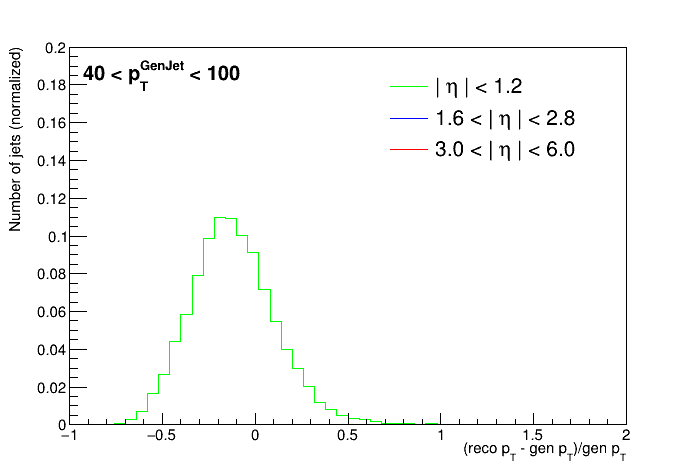 40 < p_T^GenJet < 100
| η | < 1.2
1.6 < | η | < 2.8
3.0 < | η | < 6.0
Number of jets (normalized)
0.2
0.18
0.16
0.14
0.12
0.1
0.08
0.06
0.04
0.02
0
−1 −0.5 0 0.5 1 1.5 2
(reco p_T - gen p_T)/gen p_T